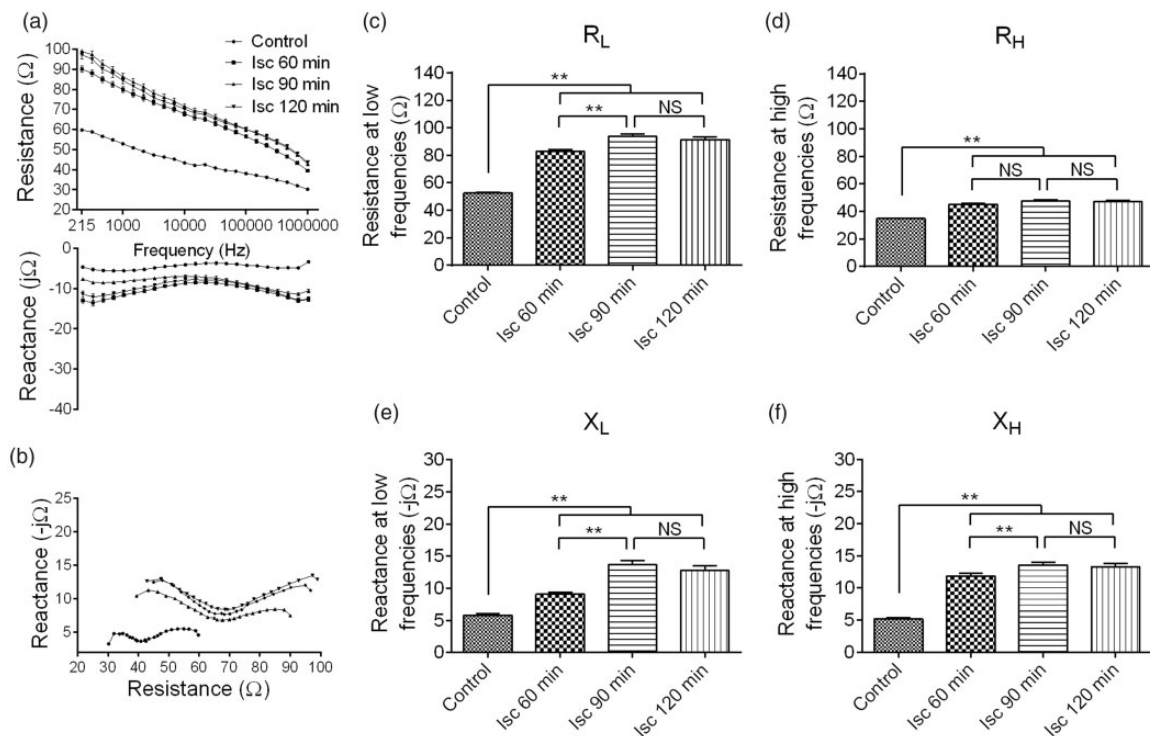 (a)
Control
Isc 60 min
Isc 90 min
Isc 120 min
Resistance (Ω)
100
90
80
70
60
50
40
30
20
215 1000 10000 100000 1000000
Frequency (Hz)
Reactance (jΩ)
0
-10
-20
-30
-40
(b)
Reactance (-jΩ)
25
20
15
10
5
20 30 40 50 60 70 80 90 100
Resistance (Ω)
(c)
R_L
Resistance at low
frequencies (Ω)
140
120
100
80
60
40
20
0
**
** NS
Control
Isc 60 min
Isc 90 min
Isc 120 min
(d)
R_H
Resistance at high
frequencies (Ω)
140
120
100
80
60
40
20
0
**
NS NS
Control
Isc 60 min
Isc 90 min
Isc 120 min
(e)
X_L
Reactance at low
frequencies (-jΩ)
30
25
20
15
10
5
0
**
** NS
Control
Isc 60 min
Isc 90 min
Isc 120 min
(f)
X_H
Reactance at high
frequencies (-jΩ)
30
25
20
15
10
5
0
**
** NS
Control
Isc 60 min
Isc 90 min
Isc 120 min